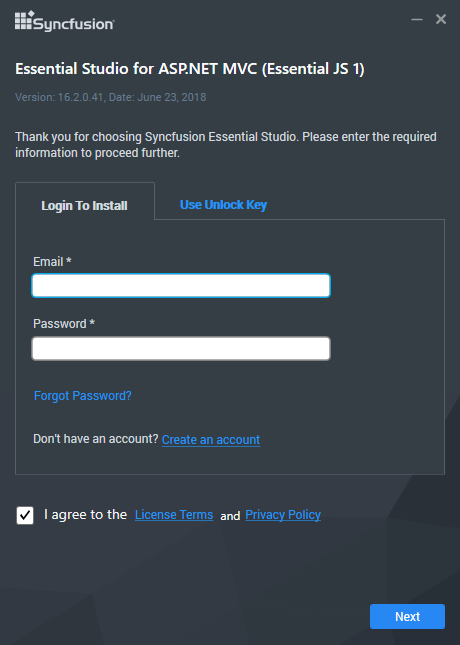 Syncfusion®
Essential Studio for ASP.NET MVC (Essential JS 1)
Version: 16.2.0.41, Date: June 23, 2018
Thank you for choosing Syncfusion Essential Studio. Please enter the required
information to proceed further.
Login To Install
Use Unlock Key
Email *
Password *
Forgot Password?
Don't have an account? Create an account
I agree to the License Terms and Privacy Policy
Next